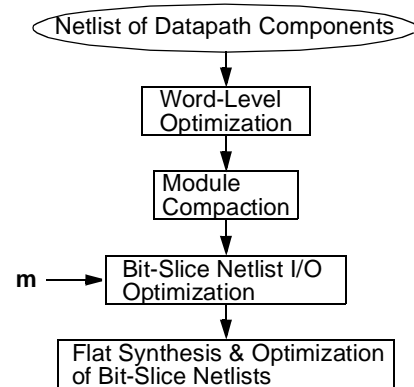 Netlist of Datapath Components
Word-Level
Optimization
Module
Compaction
m
Bit-Slice Netlist I/O
Optimization
Flat Synthesis & Optimization
of Bit-Slice Netlists